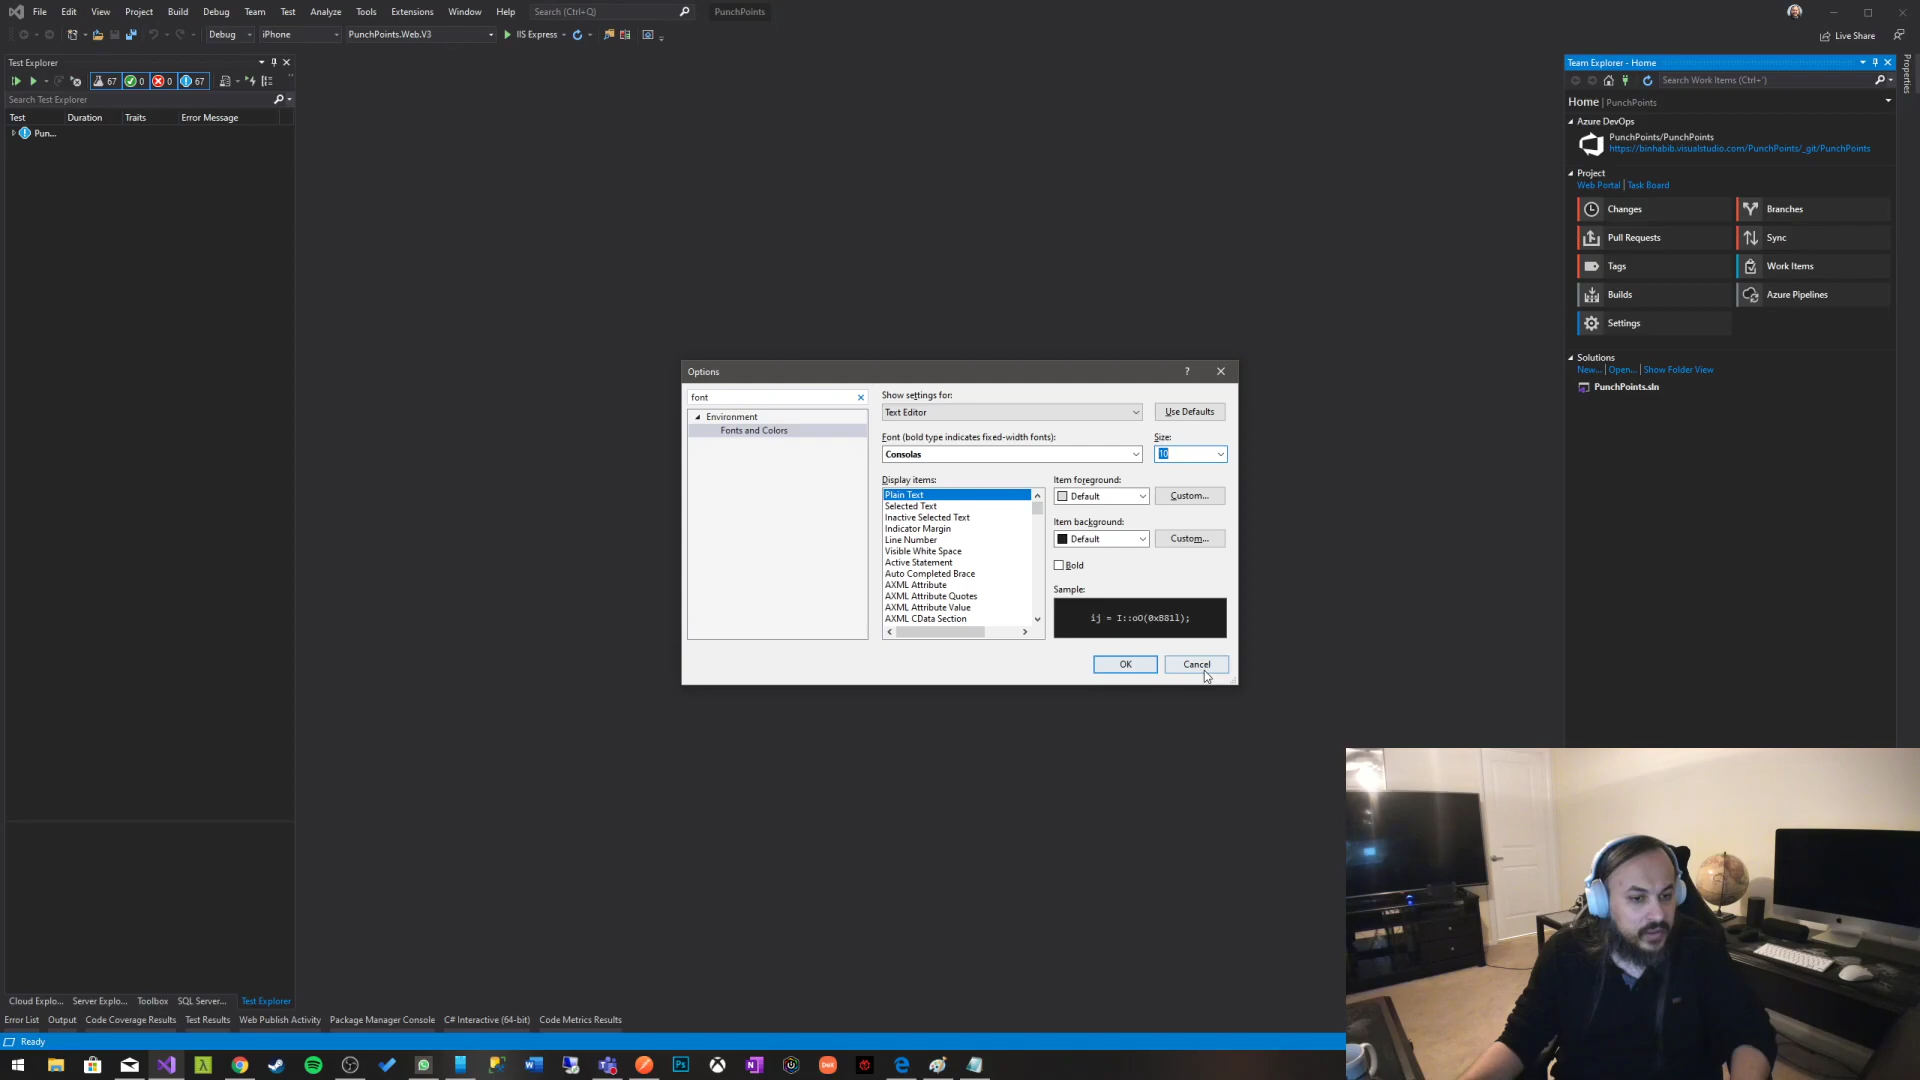 File Edit View Project Build Debug Team Test Analyze Tools Extensions Window Help Search (Ctrl+Q) PunchPoints
Debug iPhone PunchPoints.Web.V3 IIS Express Live Share
Test Explorer
67 0 0 67
Search Test Explorer
Test Duration Traits Error Message
Pun...
Team Explorer - Home
Search Work Items (Ctrl+')
Home | PunchPoints
Azure DevOps
PunchPoints/PunchPoints
https://binhabib.visualstudio.com/PunchPoints/_git/PunchPoints
Project
Web Portal | Task Board
Changes Branches
Pull Requests Sync
Tags Work Items
Builds Azure Pipelines
Settings
Solutions
New... | Open... | Show Folder View
PunchPoints.sln
Properties
Options ?
font
Environment
Fonts and Colors
Show settings for:
Text Editor Use Defaults
Font (bold type indicates fixed-width fonts): Size:
Consolas 10
Display items: Item foreground:
Plain Text
Selected Text
Inactive Selected Text
Indicator Margin
Line Number
Visible White Space
Active Statement
Auto Completed Brace
AXML Attribute
AXML Attribute Quotes
AXML Attribute Value
AXML CData Section
Default Custom...
Item background:
Default Custom...
Bold
Sample:
ij = I::oO(0xB81l);
OK Cancel
Cloud Explo... Server Explo... Toolbox SQL Server... Test Explorer
Error List Output Code Coverage Results Test Results Web Publish Activity Package Manager Console C# Interactive (64-bit) Code Metrics Results
Ready